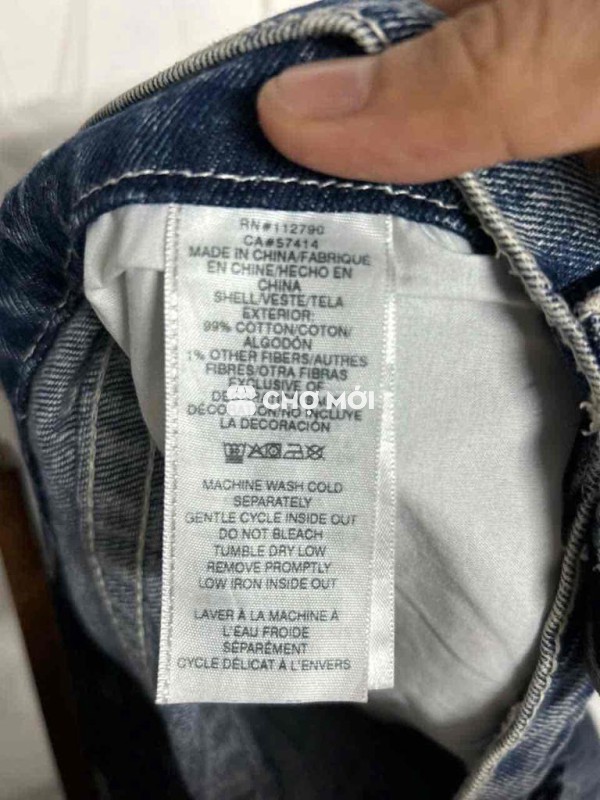 RN#112790
CA#57414
MADE IN CHINA/FABRIQUE
EN CHINE/HECHO EN
CHINA
SHELL/VESTE/TELA
EXTERIOR:
99% COTTON/COTON/
ALGODÓN
1% OTHER FIBERS/AUTRES
FIBRES/OTRA FIBRAS
EXCLUSIVE OF
CHỢ MỚI
INCLUYE
LA DECORACIÓN
MACHINE WASH COLD
SEPARATELY
GENTLE CYCLE INSIDE OUT
DO NOT BLEACH
TUMBLE DRY LOW
REMOVE PROMPTLY
LOW IRON INSIDE OUT
LAVER À LA MACHINE À
L'EAU FROIDE
SÉPARÉMENT
CYCLE DÉLICAT À L'ENVERS